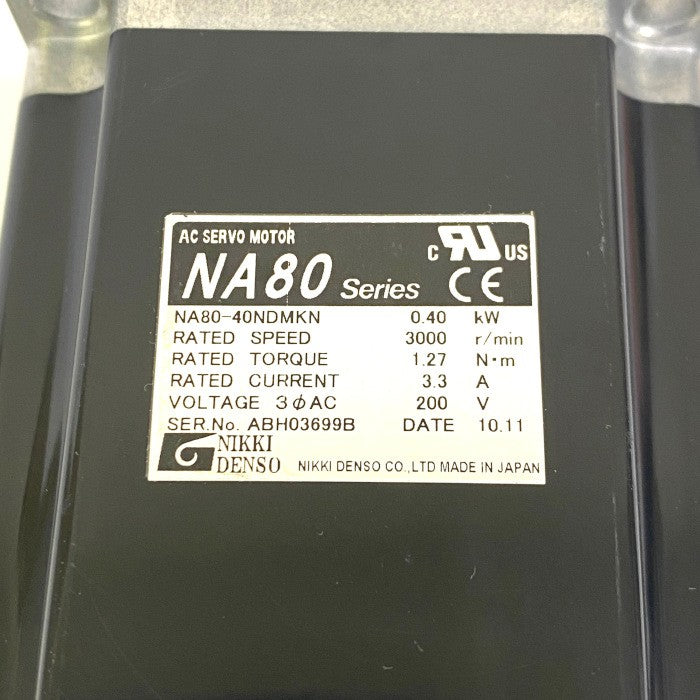 AC SERVO MOTOR
NA80 Series
C RU US
CE
NA80-40NDMKN 0.40 kW
RATED SPEED 3000 r/min
RATED TORQUE 1.27 N·m
RATED CURRENT 3.3 A
VOLTAGE 3φAC 200 V
SER.No. ABH03699B DATE 10.11
NIKKI
DENSO
NIKKI DENSO CO.,LTD MADE IN JAPAN